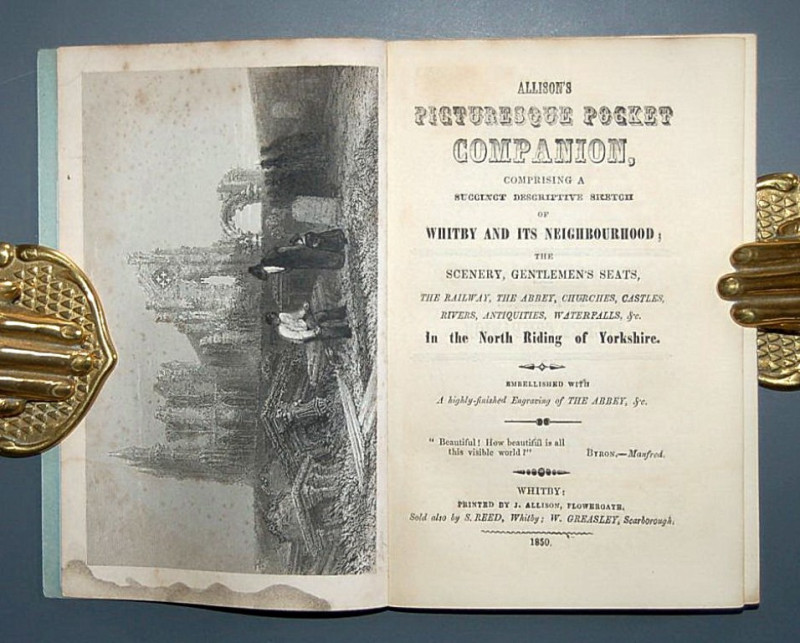 ALLISON'S
PICTURESQUE POCKET
COMPANION,
COMPRISING A
SUCCINCT DESCRIPTIVE SKETCH
OF
WHITBY AND ITS NEIGHBOURHOOD;
THE
SCENERY, GENTLEMEN'S SEATS,
THE RAILWAY, THE ABBEY, CHURCHES, CASTLES,
RIVERS, ANTIQUITIES, WATERFALLS, &c.
In the North Riding of Yorkshire.
EMBELLISHED WITH
A highly-finished Engraving of THE ABBEY, &c.
"Beautiful! How beautiful is all
this visible world!" BYRON.—Manfred.
WHITBY:
PRINTED BY J. ALLISON, FLOWERGATE,
Sold also by S. REED, Whitby; W. GREASLEY, Scarborough.
1850.